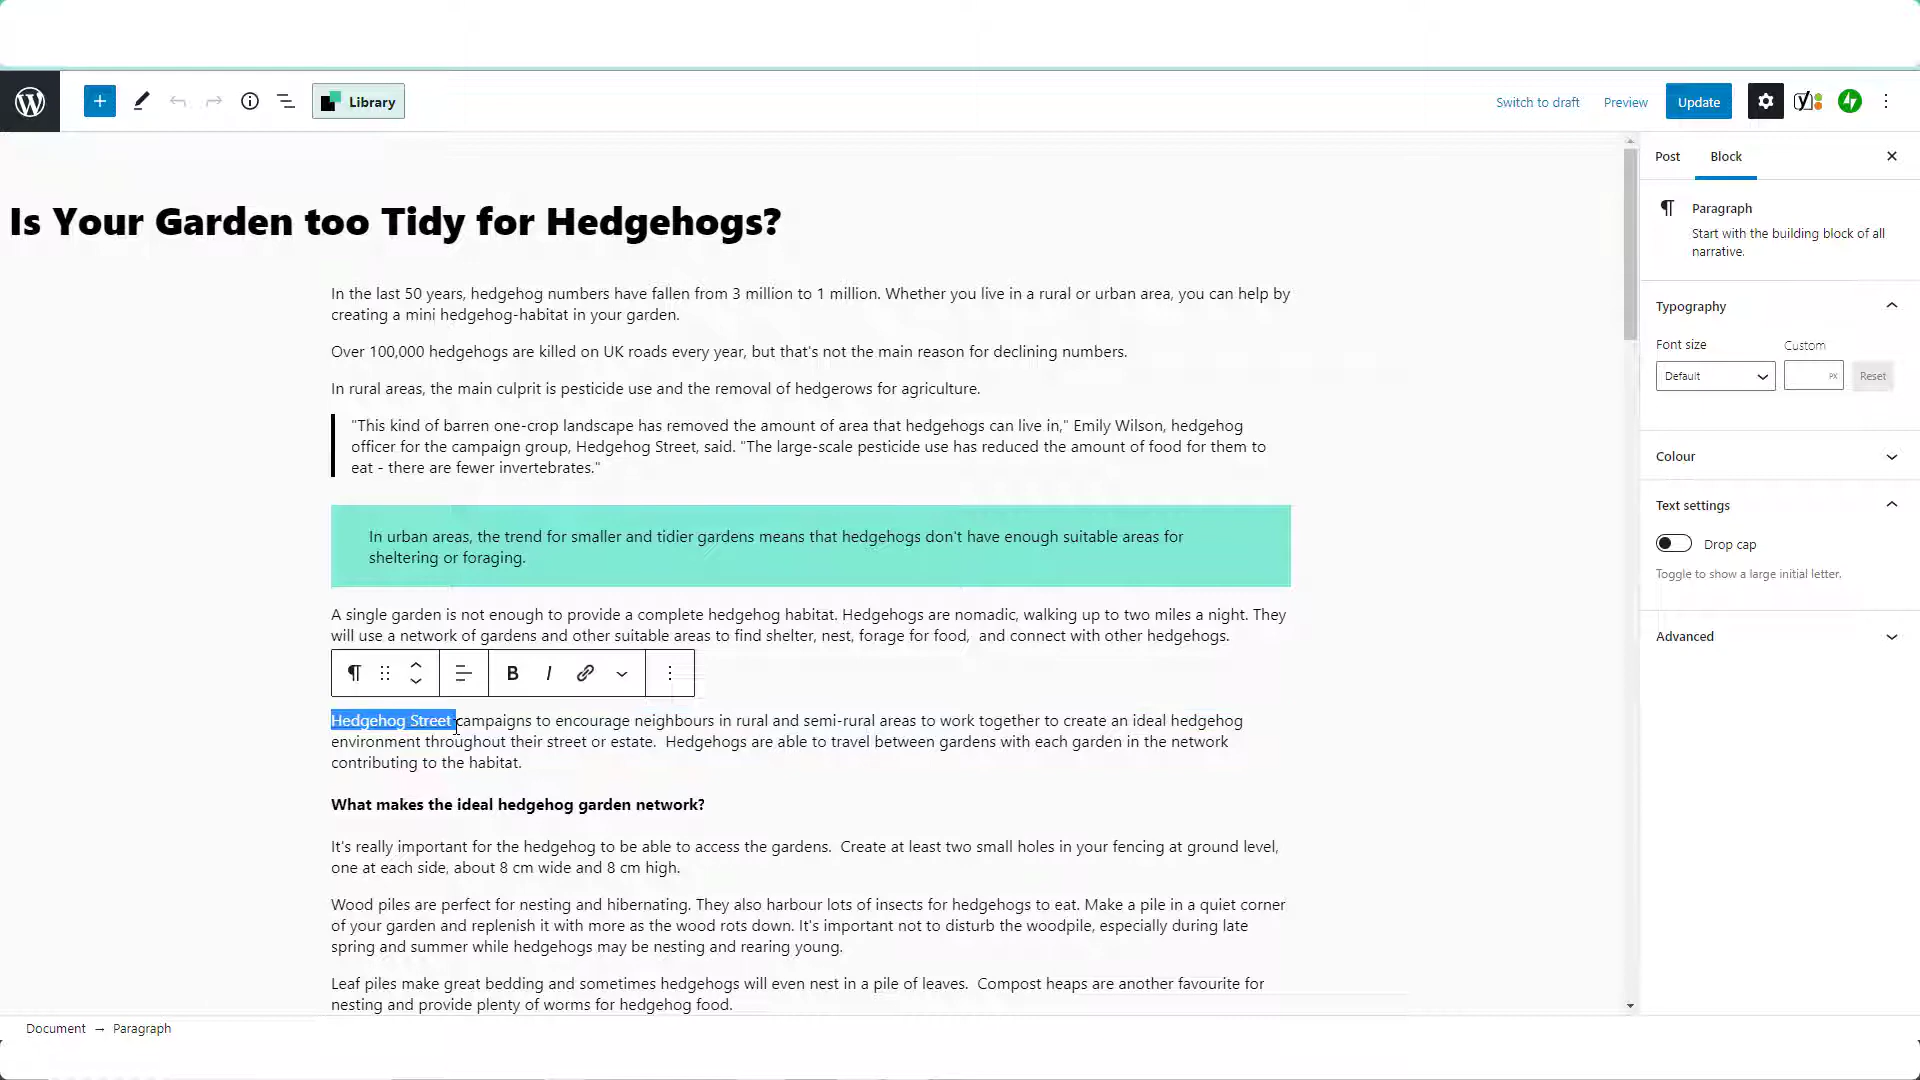 Library
Switch to draft
Preview
Update
Post
Block
Paragraph
Start with the building block of all
narrative.
Typography
Font size
Custom
Default
PX
Reset
Colour
Text settings
Drop cap
Toggle to show a large initial letter.
Advanced
Is Your Garden too Tidy for Hedgehogs?
In the last 50 years, hedgehog numbers have fallen from 3 million to 1 million. Whether you live in a rural or urban area, you can help by
creating a mini hedgehog-habitat in your garden.
Over 100,000 hedgehogs are killed on UK roads every year, but that's not the main reason for declining numbers.
In rural areas, the main culprit is pesticide use and the removal of hedgerows for agriculture.
"This kind of barren one-crop landscape has removed the amount of area that hedgehogs can live in," Emily Wilson, hedgehog
officer for the campaign group, Hedgehog Street, said. "The large-scale pesticide use has reduced the amount of food for them to
eat - there are fewer invertebrates."
In urban areas, the trend for smaller and tidier gardens means that hedgehogs don't have enough suitable areas for
sheltering or foraging.
A single garden is not enough to provide a complete hedgehog habitat. Hedgehogs are nomadic, walking up to two miles a night. They
will use a network of gardens and other suitable areas to find shelter, nest, forage for food,  and connect with other hedgehogs.
B I
Hedgehog Street campaigns to encourage neighbours in rural and semi-rural areas to work together to create an ideal hedgehog
environment throughout their street or estate.  Hedgehogs are able to travel between gardens with each garden in the network
contributing to the habitat.
What makes the ideal hedgehog garden network?
It's really important for the hedgehog to be able to access the gardens.  Create at least two small holes in your fencing at ground level,
one at each side, about 8 cm wide and 8 cm high.
Wood piles are perfect for nesting and hibernating. They also harbour lots of insects for hedgehogs to eat. Make a pile in a quiet corner
of your garden and replenish it with more as the wood rots down. It's important not to disturb the woodpile, especially during late
spring and summer while hedgehogs may be nesting and rearing young.
Leaf piles make great bedding and sometimes hedgehogs will even nest in a pile of leaves.  Compost heaps are another favourite for
nesting and provide plenty of worms for hedgehog food.
Document → Paragraph